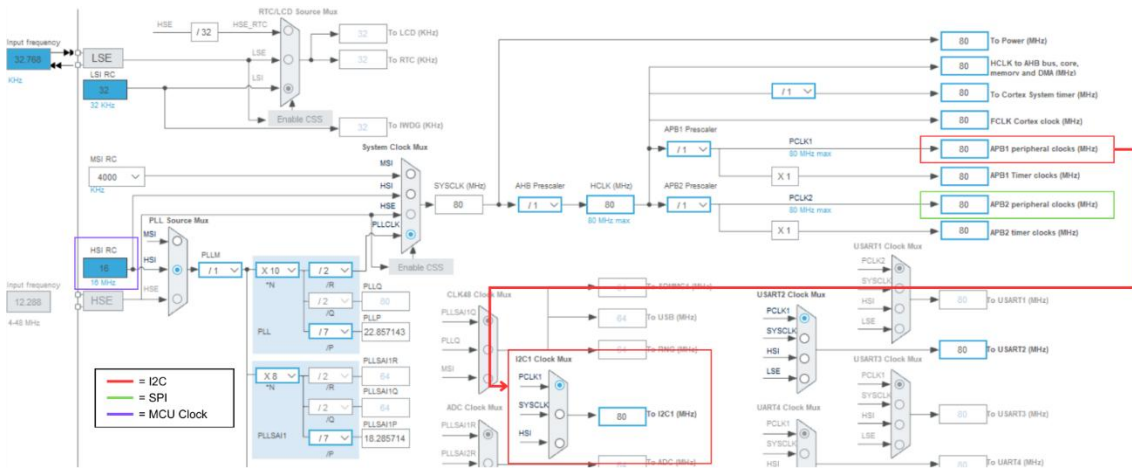 RTC/LCD Source Mux
HSE
/ 32
HSE_RTC
32
To LCD (KHz)
Input frequency
32.768
KHz
LSE
LSE
32
To RTC (KHz)
LSI RC
32
32 KHz
LSI
Enable CSS
32
To IWDG (KHz)
System Clock Mux
MSI RC
4000
KHz
MSI
HSI
HSE
PLLCLK
SYSCLK (MHz)
80
AHB Prescaler
/ 1
HCLK (MHz)
80
80 MHz max
Enable CSS
80
To Power (MHz)
80
HCLK to AHB bus, core,
memory and DMA (MHz)
/ 1
80
To Cortex System timer (MHz)
80
FCLK Cortex clock (MHz)
APB1 Prescaler
/ 1
PCLK1
80 MHz max
80
APB1 peripheral clocks (MHz)
X 1
80
APB1 Timer clocks (MHz)
APB2 Prescaler
/ 1
PCLK2
80 MHz max
80
APB2 peripheral clocks (MHz)
X 1
80
APB2 timer clocks (MHz)
PLL Source Mux
MSI
HSI
HSE
HSI RC
16
16 MHz
Input frequency
12.288
4-48 MHz
HSE
PLLM
/ 1
X 10
*N
/ 2
/R
PLLQ
/ 2
80
/Q
PLLP
PLL
/ 7
22.857143
/P
PLLSAI1R
X 8
/ 2
64
*N
/R
PLLSAI1Q
/ 2
64
/Q
PLLSAI1P
PLLSAI1
/ 7
18.285714
/P
= I2C
= SPI
= MCU Clock
CLK48 Clock Mux
PLLSAI1Q
PLLQ
MSI
64
To USB (MHz)
ADC Clock Mux
PLLSAI1R
PLLSAI2R
To ADC (MHz)
I2C1 Clock Mux
PCLK1
SYSCLK
HSI
80
To I2C1 (MHz)
USART2 Clock Mux
PCLK1
SYSCLK
HSI
LSE
80
To USART2 (MHz)
USART1 Clock Mux
PCLK2
SYSCLK
HSI
LSE
80
To USART1 (MHz)
USART3 Clock Mux
PCLK1
SYSCLK
HSI
LSE
80
To USART3 (MHz)
UART4 Clock Mux
PCLK1
SYSCLK
HSI
80
To UART4 (MHz)